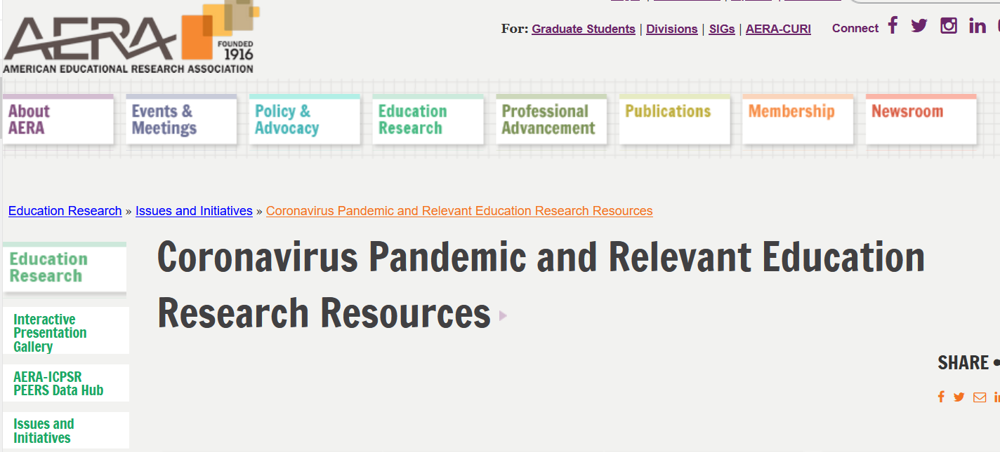 AERA
FOUNDED
1916
AMERICAN EDUCATIONAL RESEARCH ASSOCIATION
For: Graduate Students | Divisions | SIGs | AERA-CURI Connect
About
AERA
Events &
Meetings
Policy &
Advocacy
Education
Research
Professional
Advancement
Publications
Membership
Newsroom
Education Research » Issues and Initiatives » Coronavirus Pandemic and Relevant Education Research Resources
Education
Research
Interactive
Presentation
Gallery
AERA-ICPSR
PEERS Data Hub
Issues and
Initiatives
Coronavirus Pandemic and Relevant Education
Research Resources
SHARE